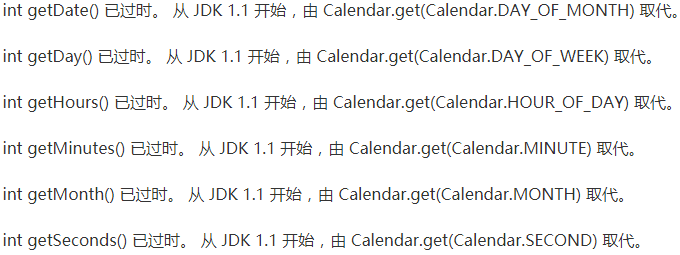 int getDate() 已过时。 从 JDK 1.1 开始，由 Calendar.get(Calendar.DAY_OF_MONTH) 取代。
int getDay() 已过时。 从 JDK 1.1 开始，由 Calendar.get(Calendar.DAY_OF_WEEK) 取代。
int getHours() 已过时。 从 JDK 1.1 开始，由 Calendar.get(Calendar.HOUR_OF_DAY) 取代。
int getMinutes() 已过时。 从 JDK 1.1 开始，由 Calendar.get(Calendar.MINUTE) 取代。
int getMonth() 已过时。 从 JDK 1.1 开始，由 Calendar.get(Calendar.MONTH) 取代。
int getSeconds() 已过时。 从 JDK 1.1 开始，由 Calendar.get(Calendar.SECOND) 取代。